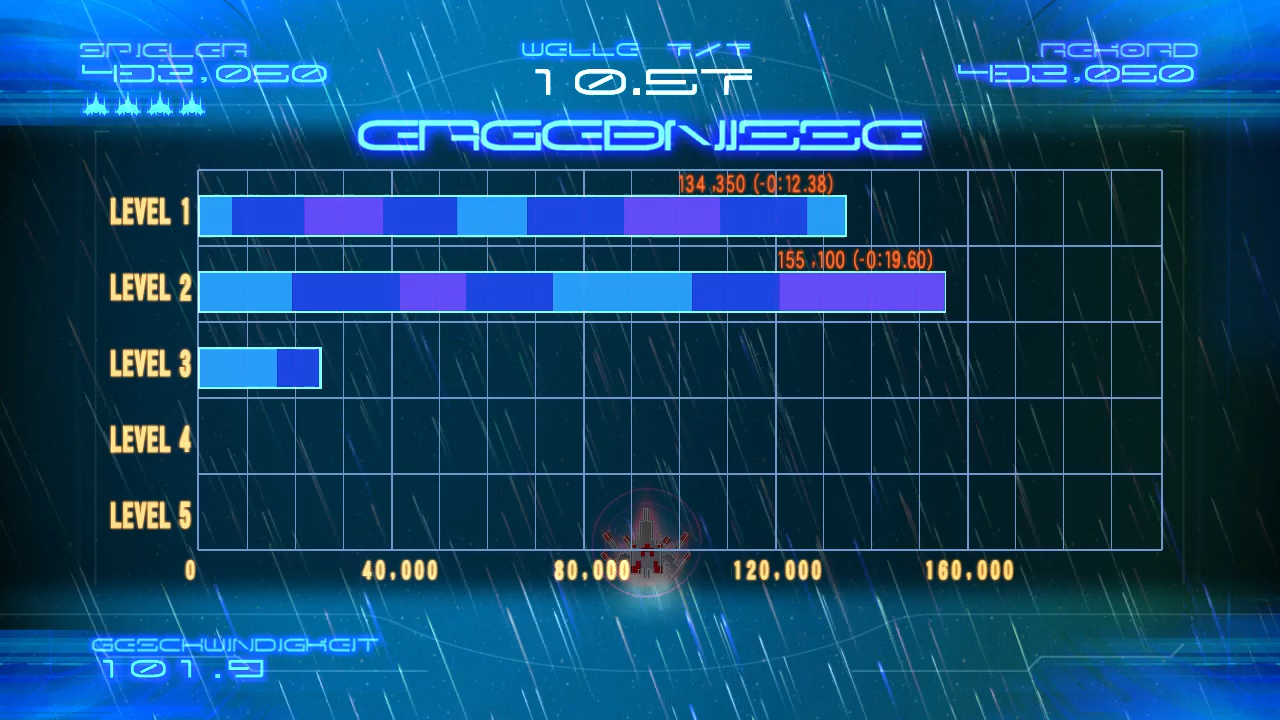 SPIELER
432,050
WELLE T/T
10.57
REKORD
432,050
ERGEBNISSE
134,350 (-0:12.38)
LEVEL 1
155,100 (-0:19.60)
LEVEL 2
LEVEL 3
LEVEL 4
LEVEL 5
0 40,000 80,000 120,000 160,000
GESCHWINDIGKEIT
101.9